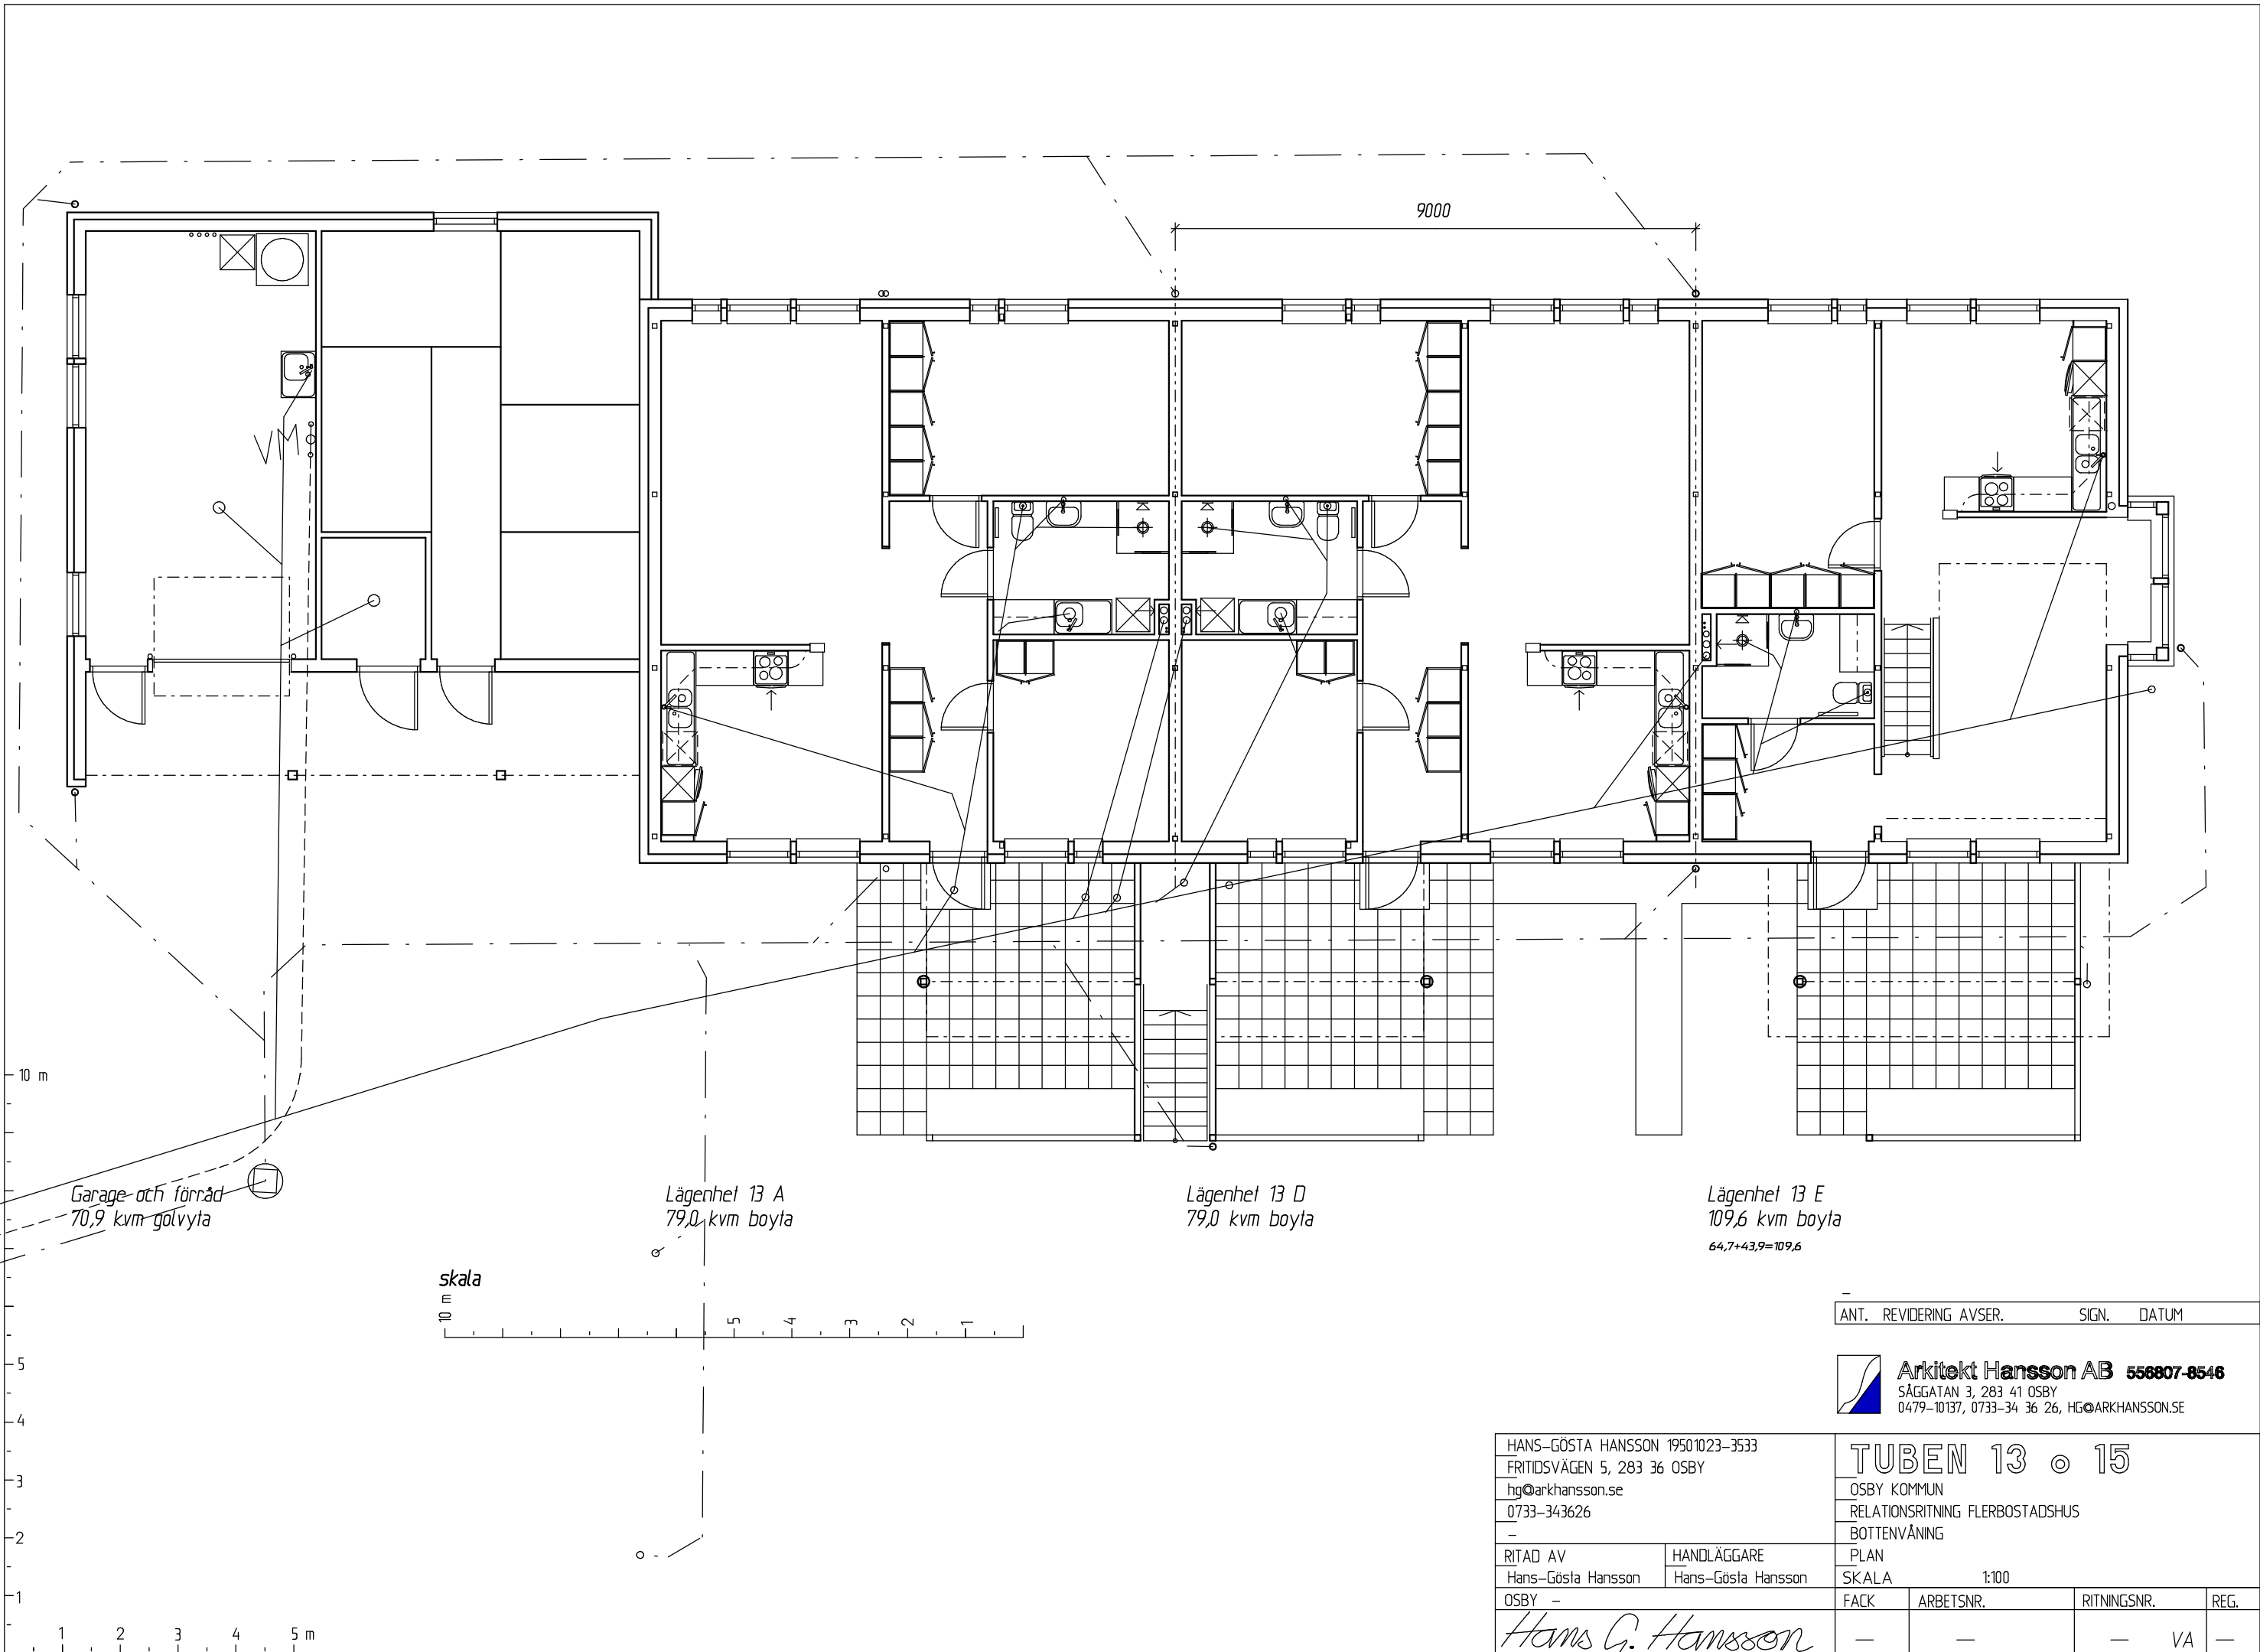 9000
VM
10 m
Garage och förråd
70,9 kvm golvyta
Lägenhet 13 A
79,0 kvm boyta
Lägenhet 13 D
79,0 kvm boyta
Lägenhet 13 E
109,6 kvm boyta
64,7+43,9=109,6
skala
10 m 5 4 3 2 1
5
4
3
2
1
1 2 3 4 5 m
–
ANT. REVIDERING AVSER. SIGN. DATUM
Arkitekt Hansson AB 556807-8546
SÅGGATAN 3, 283 41 OSBY
0479-10137, 0733-34 36 26, HG@ARKHANSSON.SE
HANS-GÖSTA HANSSON 19501023-3533
FRITIDSVÄGEN 5, 283 36 OSBY
hg@arkhansson.se
0733-343626
–
RITAD AV HANDLÄGGARE
Hans-Gösta Hansson Hans-Gösta Hansson
OSBY –
Hans G. Hansson
TUBEN 13 o 15
OSBY KOMMUN
RELATIONSRITNING FLERBOSTADSHUS
BOTTENVÅNING
PLAN
SKALA 1:100
FACK ARBETSNR. RITNINGSNR. REG.
— — — VA —